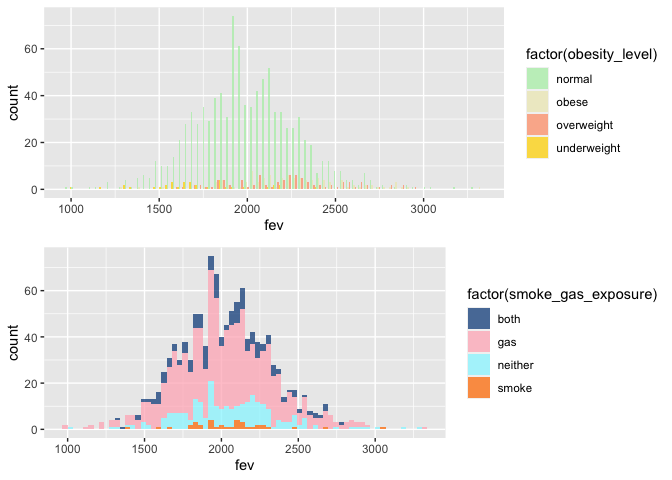 factor(obesity_level)
normal
obese
overweight
underweight
count
60
40
20
0
1000 1500 2000 2500 3000
fev
factor(smoke_gas_exposure)
both
gas
neither
smoke
count
60
40
20
0
1000 1500 2000 2500 3000
fev